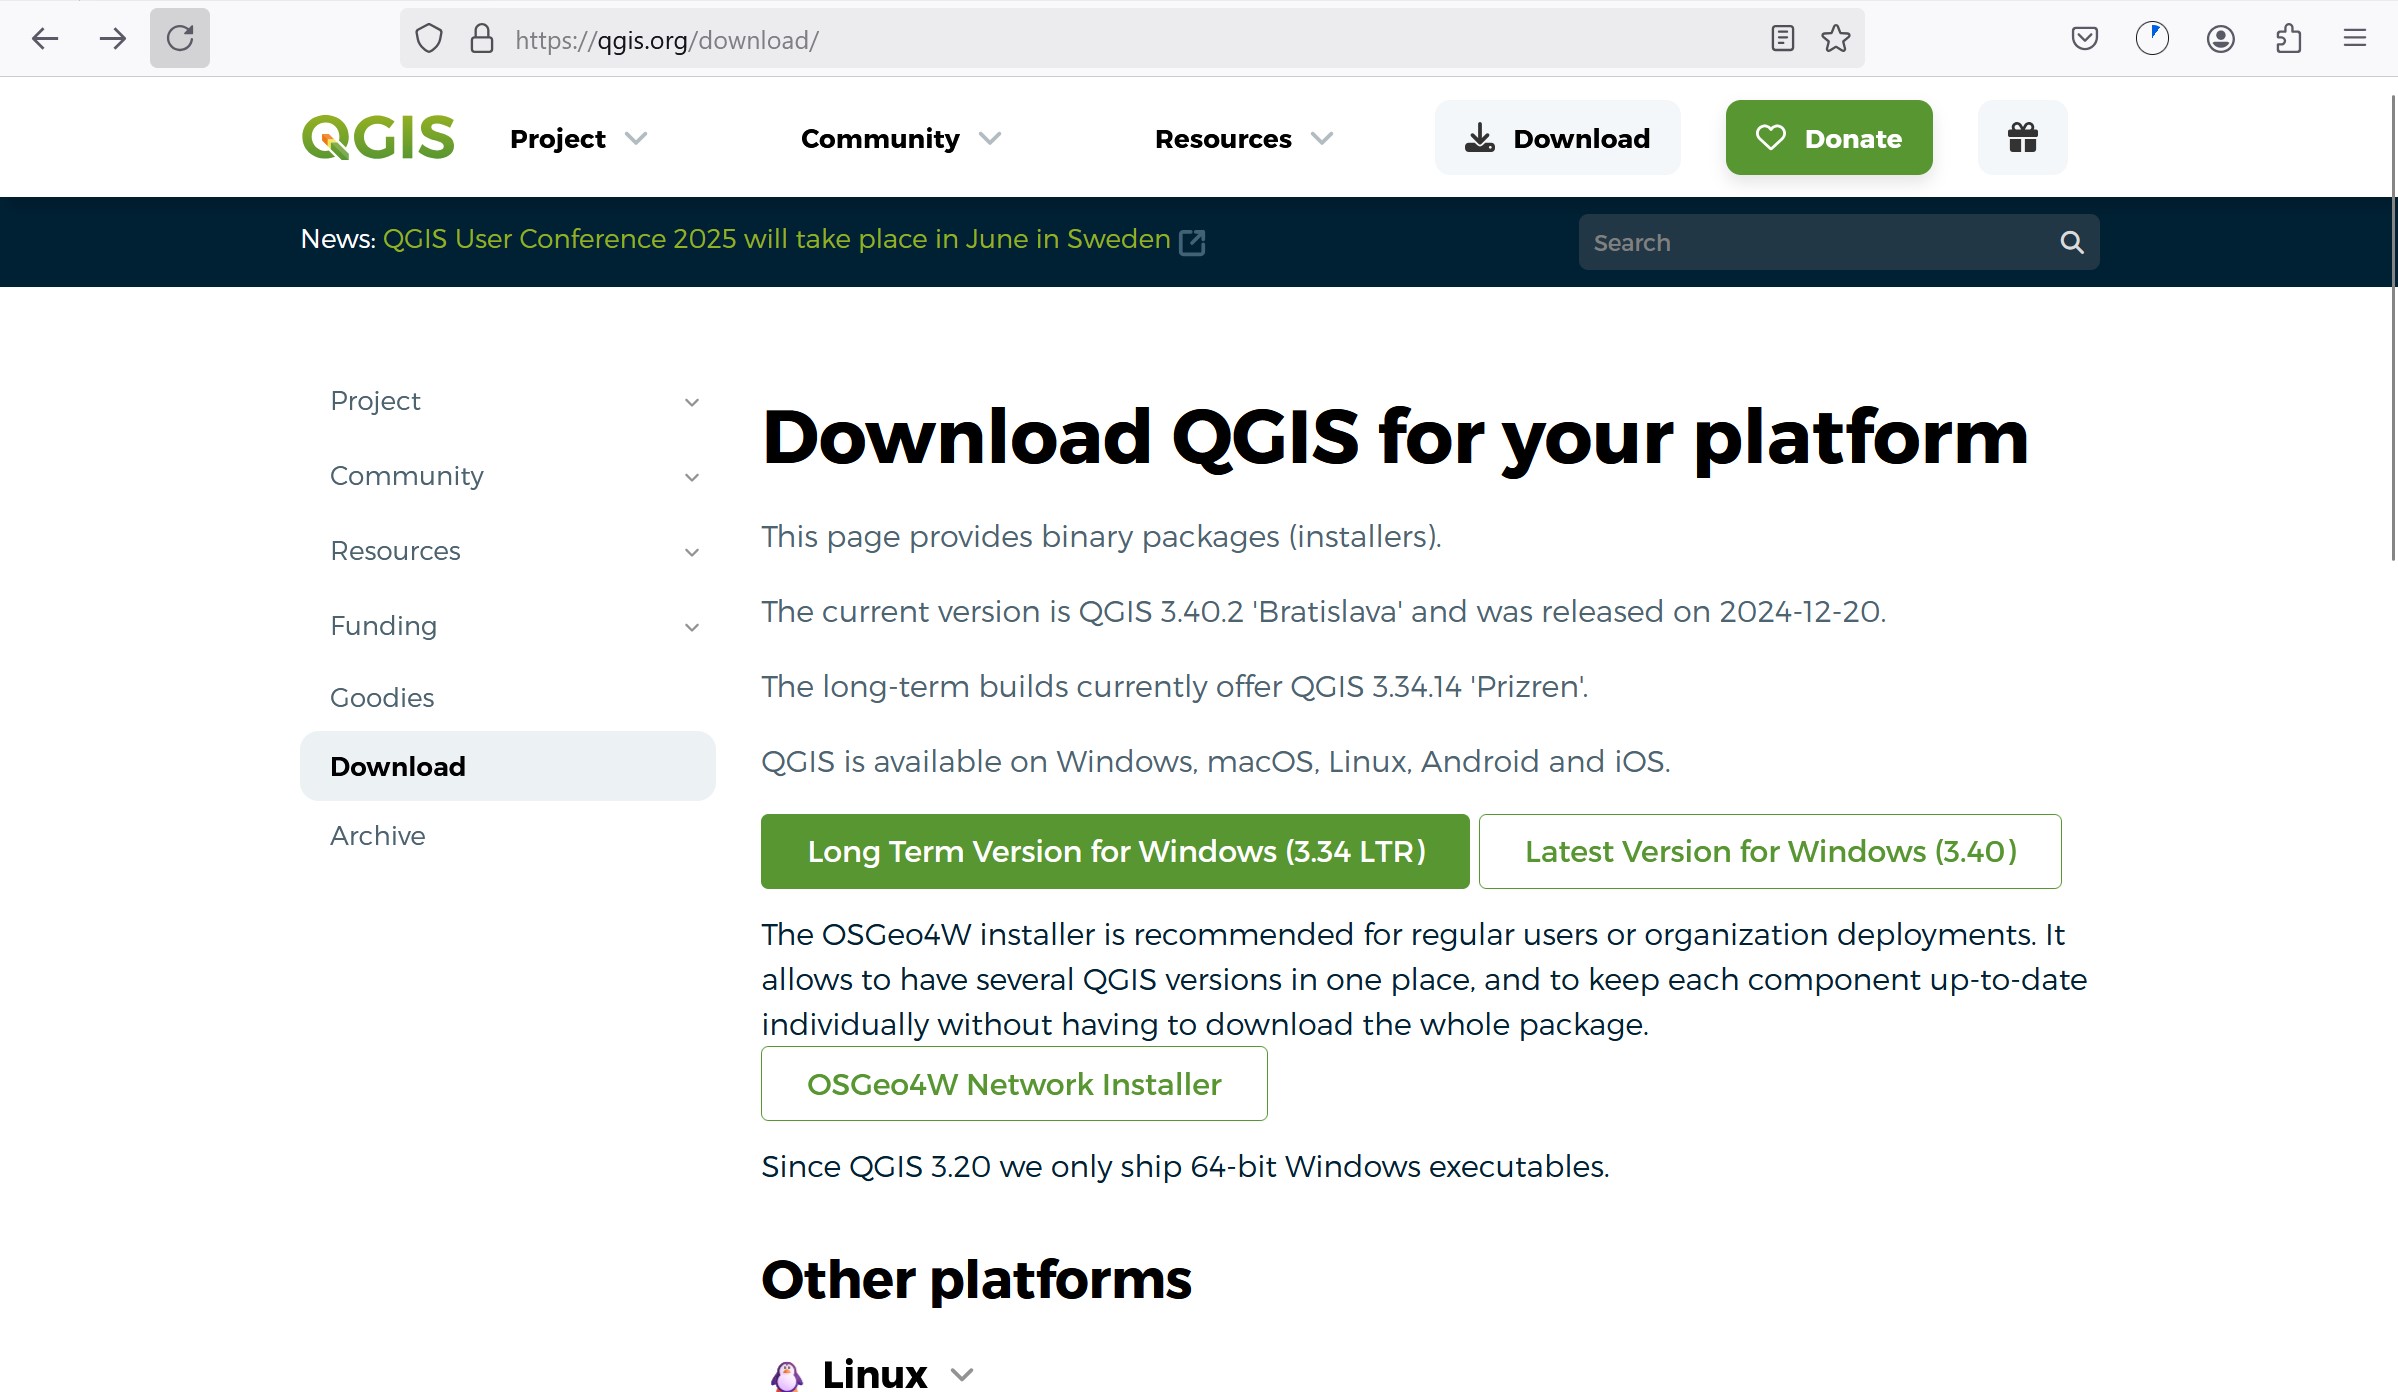 https://qgis.org/download/
QGIS
Project
Community
Resources
Download
Donate
News: QGIS User Conference 2025 will take place in June in Sweden
Search
Project
Community
Resources
Funding
Goodies
Download
Archive
Download QGIS for your platform
This page provides binary packages (installers).
The current version is QGIS 3.40.2 'Bratislava' and was released on 2024-12-20.
The long-term builds currently offer QGIS 3.34.14 'Prizren'.
QGIS is available on Windows, macOS, Linux, Android and iOS.
Long Term Version for Windows (3.34 LTR)
Latest Version for Windows (3.40)
The OSGeo4W installer is recommended for regular users or organization deployments. It
allows to have several QGIS versions in one place, and to keep each component up-to-date
individually without having to download the whole package.
OSGeo4W Network Installer
Since QGIS 3.20 we only ship 64-bit Windows executables.
Other platforms
Linux